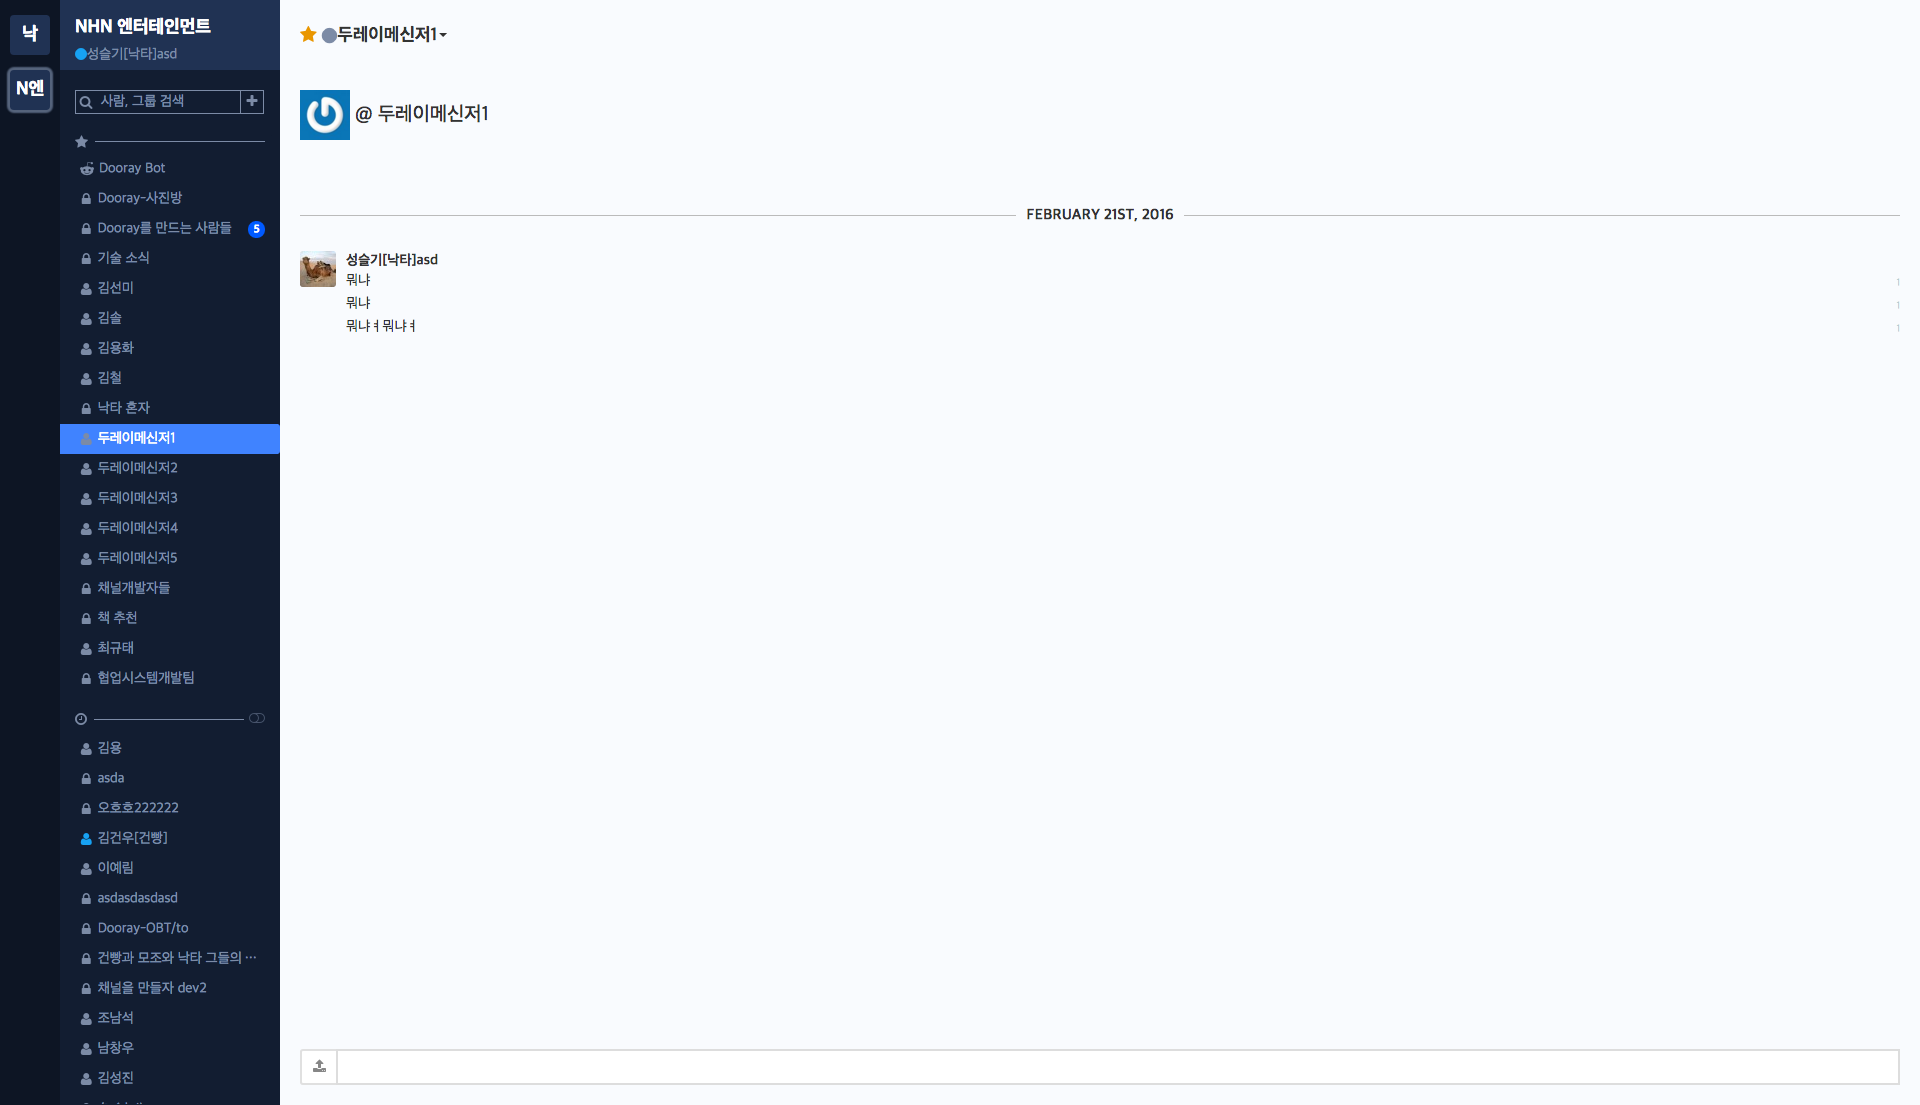 낙
N엔
NHN 엔터테인먼트
성슬기[낙타]asd
사람, 그룹 검색
Dooray Bot
Dooray-사진방
Dooray를 만드는 사람들 5
기술 소식
김선미
김솔
김용화
김철
낙타 혼자
두레이메신저1
두레이메신저2
두레이메신저3
두레이메신저4
두레이메신저5
채널개발자들
책 추천
최규태
협업시스템개발팀
김용
asda
오호호222222
김건우[건빵]
이예림
asdasdasdasd
Dooray-OBT/to
건빵과 모조와 낙타 그들의 …
채널을 만들자 dev2
조남석
남창우
김성진
두레이메신저1
@ 두레이메신저1
FEBRUARY 21ST, 2016
성슬기[낙타]asd
뭐냐 1
뭐냐 1
뭐냐ㅕ뭐냐ㅕ 1